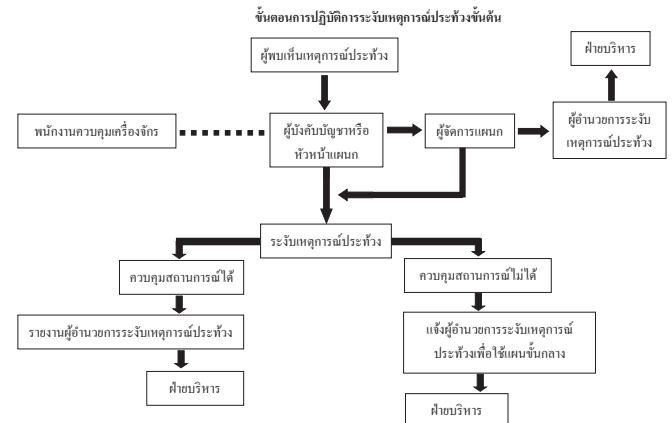 ขั้นตอนการปฏิบัติการระงับเหตุการณ์ประท้วงขั้นต้น
ผู้พบเห็นเหตุการณ์ประท้วง
ฝ่ายบริหาร
พนักงานควบคุมเครื่องจักร
ผู้บังคับบัญชาหรือ
หัวหน้าแผนก
ผู้จัดการแผนก
ผู้อำนวยการระงับ
เหตุการณ์ประท้วง
ระงับเหตุการณ์ประท้วง
ควบคุมสถานการณ์ได้
ควบคุมสถานการณ์ไม่ได้
รายงานผู้อำนวยการระงับเหตุการณ์ประท้วง
แจ้งผู้อำนวยการระงับเหตุการณ์
ประท้วงเพื่อใช้แผนขั้นกลาง
ฝ่ายบริหาร
ฝ่ายบริหาร